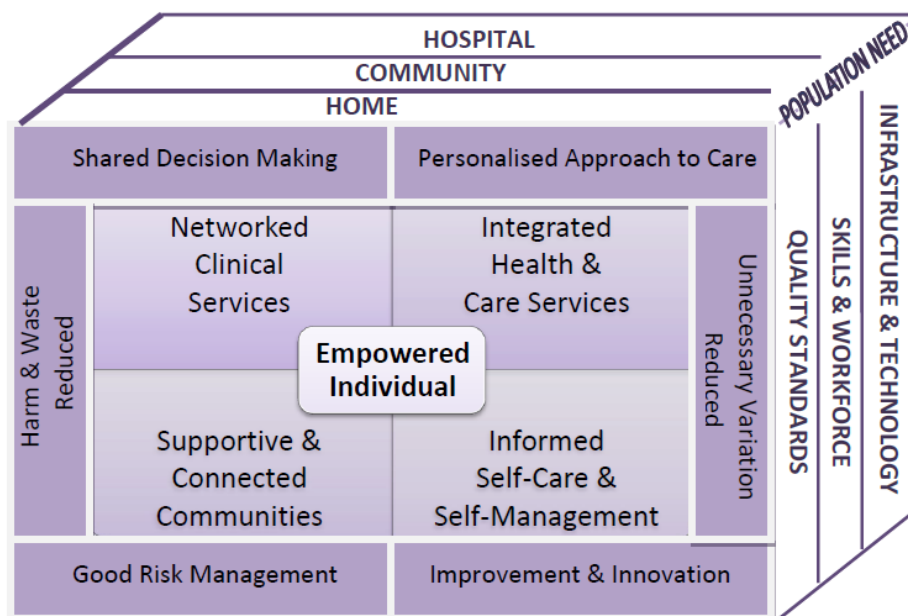 HOSPITAL
COMMUNITY
HOME
POPULATION NEED
Shared Decision Making
Personalised Approach to Care
Harm & Waste
Reduced
Networked
Clinical
Services
Integrated
Health &
Care Services
Empowered
Individual
Supportive &
Connected
Communities
Informed
Self-Care &
Self-Management
Unnecessary Variation
Reduced
QUALITY STANDARDS
SKILLS & WORKFORCE
INFRASTRUCTURE & TECHNOLOGY
Good Risk Management
Improvement & Innovation